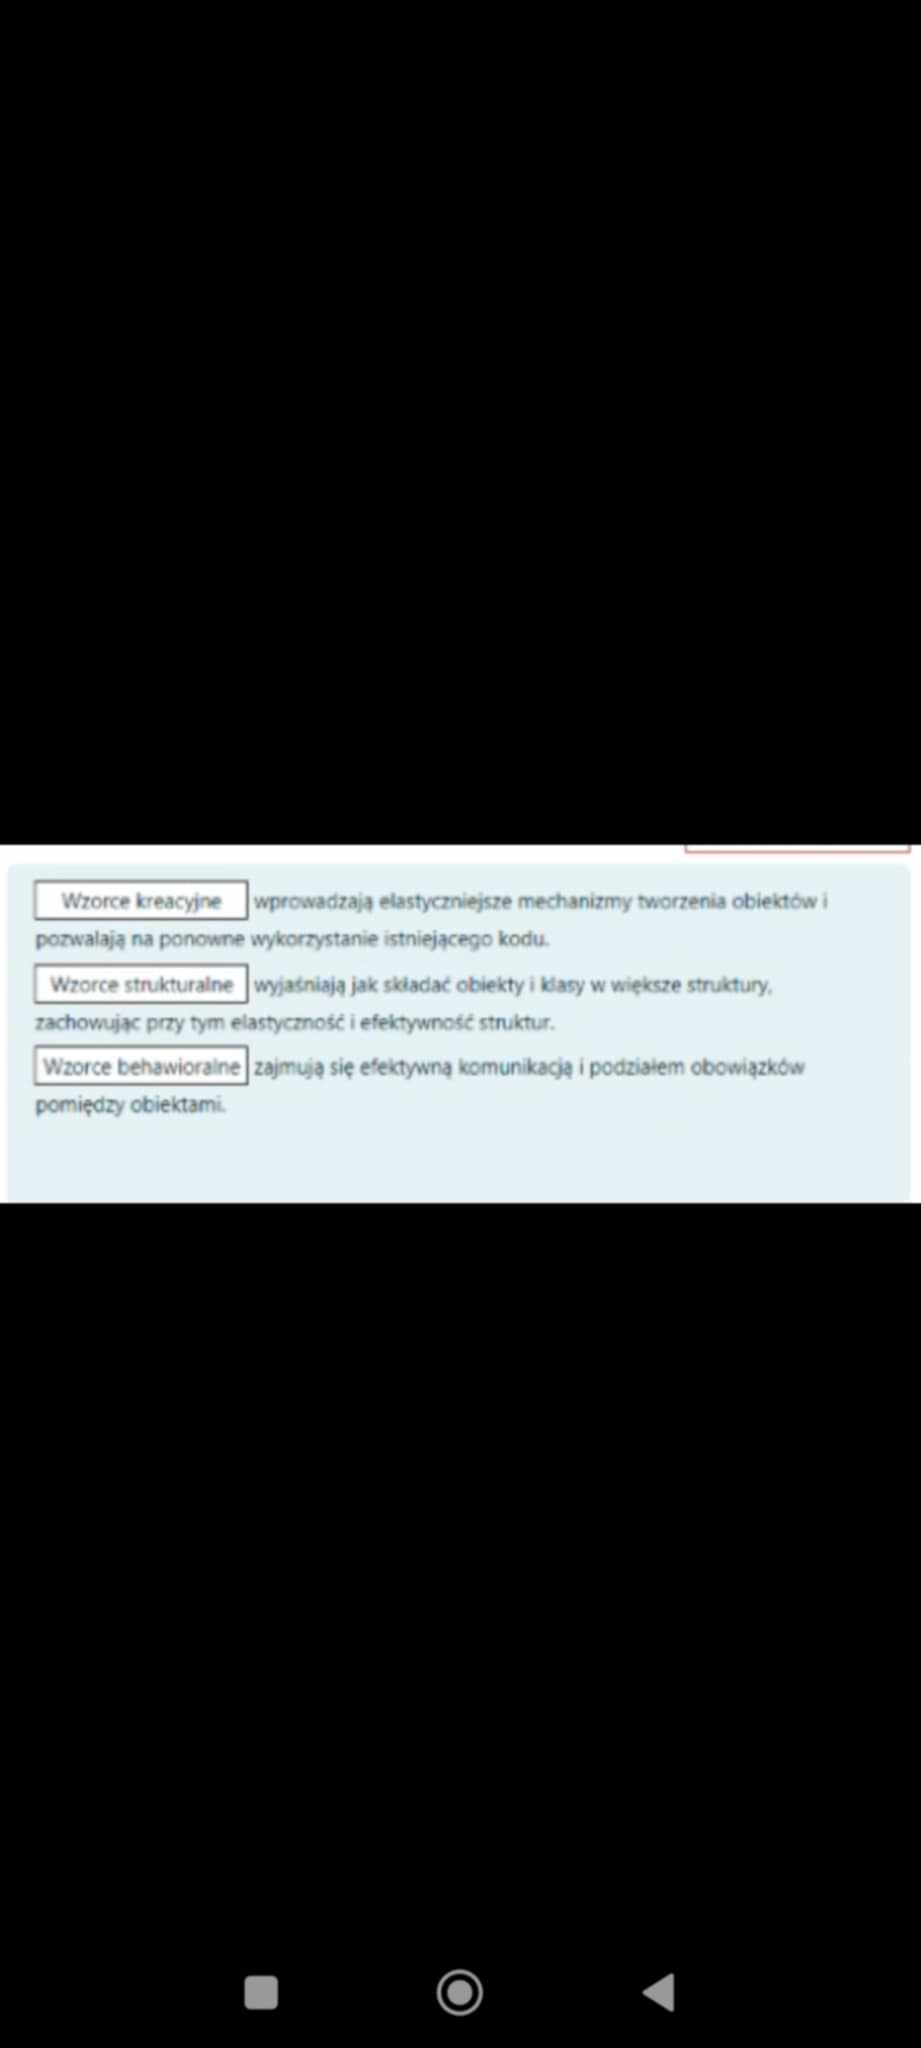 Wzorce kreacyjne wprowadzają elastyczniejsze mechanizmy tworzenia obiektów i
pozwalają na ponowne wykorzystanie istniejącego kodu.
Wzorce strukturalne wyjaśniają jak składać obiekty i klasy w większe struktury,
zachowując przy tym elastyczność i efektywność struktur.
Wzorce behawioralne zajmują się efektywną komunikacją i podziałem obowiązków
pomiędzy obiektami.